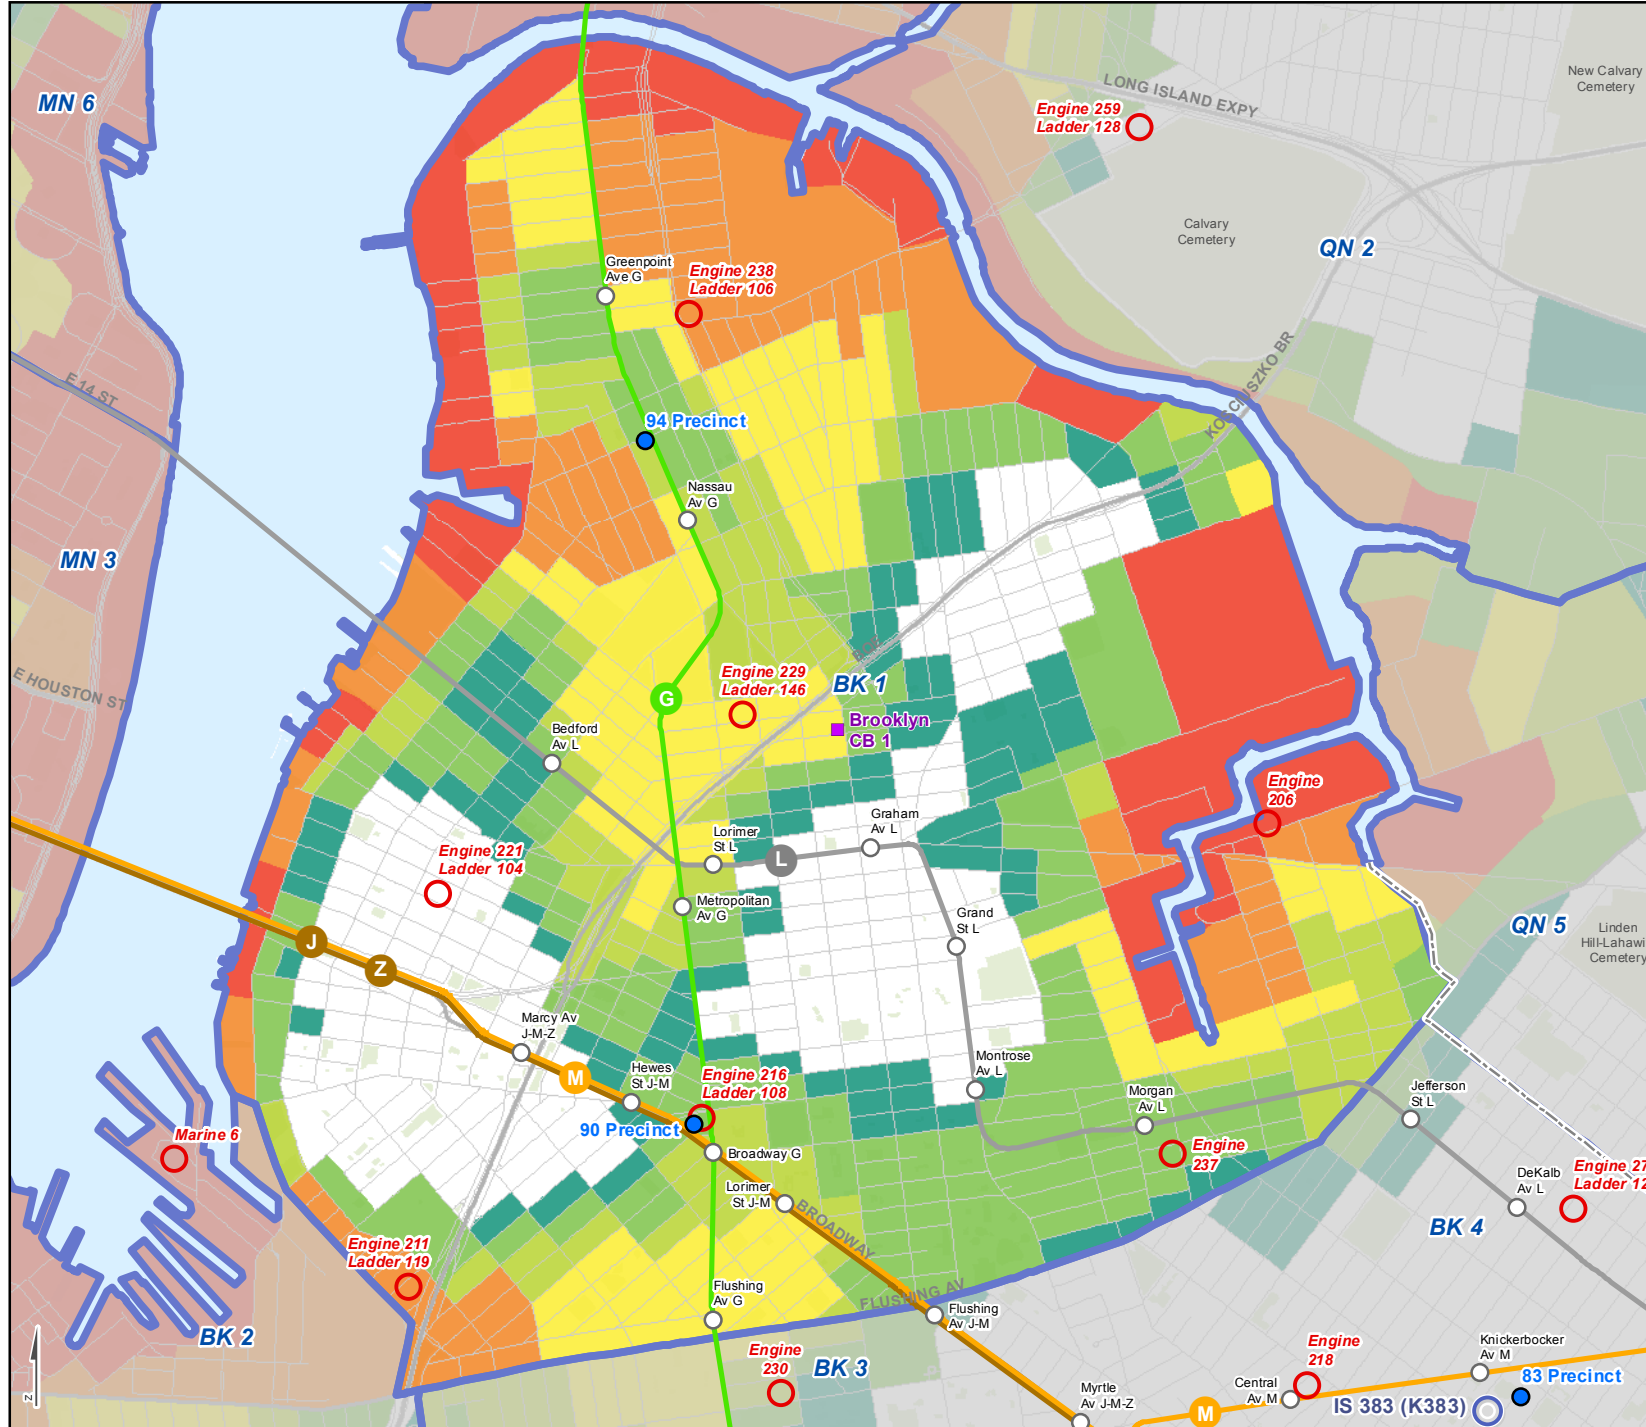 MN 6
LONG ISLAND EXPY
New Calvary
Cemetery
Engine 259
Ladder 128
Calvary
Cemetery
QN 2
Greenpoint
Ave G
Engine 238
Ladder 106
KOSCIUSZKO BR
E 14 ST
94 Precinct
Nassau
Av G
MN 3
BQE
E HOUSTON ST
Engine 229
Ladder 146
BK 1
G
Brooklyn
CB 1
Bedford
Av L
Engine
206
Graham
Av L
Lorimer
St L
L
Engine 221
Ladder 104
Metropolitan
Av G
Grand
St L
QN 5
Linden
Hill-Lahawi
Cemetery
J
Z
Marcy Av
J-M-Z
Montrose
Av L
M
Hewes
St J-M
Engine 216
Ladder 108
Morgan
Av L
Jefferson
St L
90 Precinct
Marine 6
Broadway G
Engine
237
DeKalb
Av L
Engine 27
Ladder 12
Lorimer
St J-M
BROADWAY
BK 4
Engine 211
Ladder 119
Flushing
Av G
FLUSHING AV
Flushing
Av J-M
BK 2
Engine
230
BK 3
Engine
218
Knickerbocker
Av M
Central
Av M
83 Precinct
Myrtle
Av J-M-Z
M
IS 383 (K383)
N